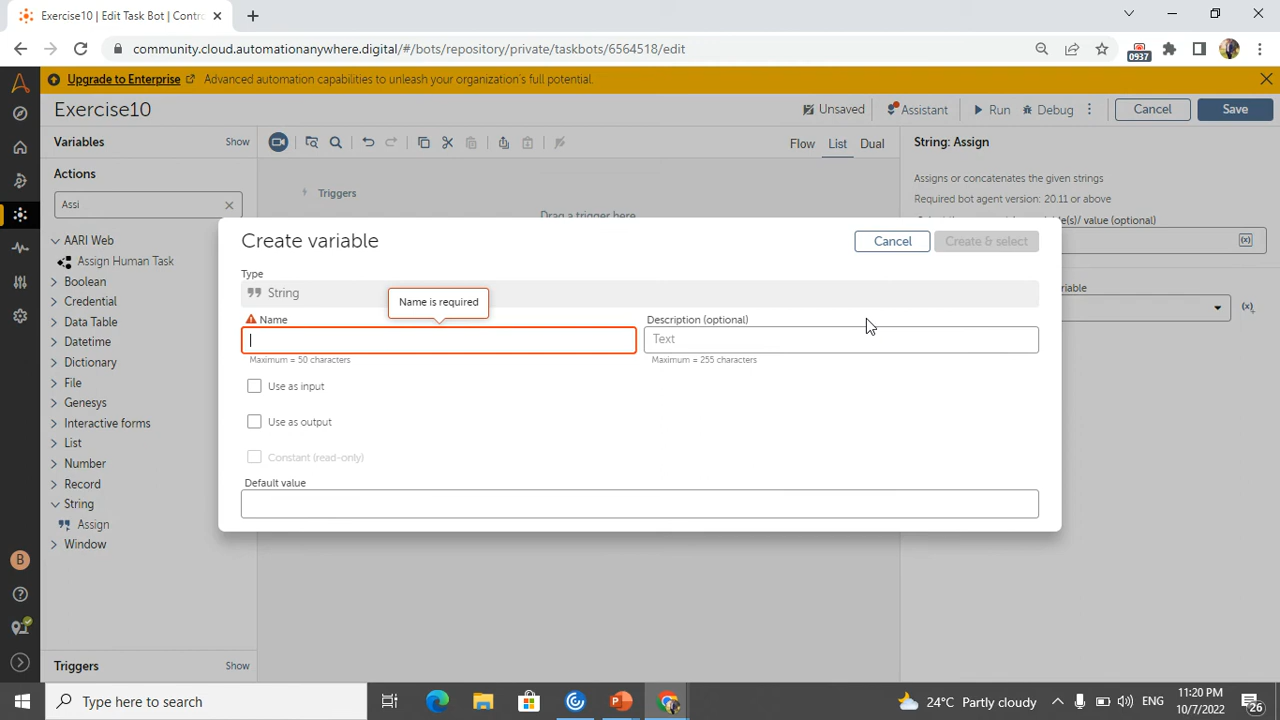 Exercise10 | Edit Task Bot | Contro
community.cloud.automationanywhere.digital/#/bots/repository/private/taskbots/6564518/edit
0937
Upgrade to Enterprise
Advanced automation capabilities to unleash your organization's full potential.
Exercise10
Unsaved
Assistant
Run
Debug
Cancel
Save
Variables
Show
Flow
List
Dual
String: Assign
Actions
Assi
Triggers
Drag a trigger here
Assigns or concatenates the given strings
Required bot agent version: 20.11 or above
value (optional)
AARI Web
Assign Human Task
Boolean
Credential
Data Table
Datetime
Dictionary
File
Genesys
Interactive forms
List
Number
Record
String
Assign
Window
Create variable
Cancel
Create & select
Type
String
Name is required
Name
Description (optional)
Text
Maximum = 50 characters
Maximum = 255 characters
Use as input
Use as output
Constant (read-only)
Default value
B
Triggers
Show
Type here to search
24°C Partly cloudy
ENG
11:20 PM
10/7/2022
26